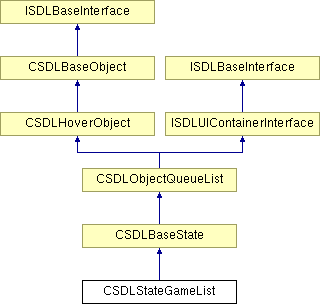 ISDLBaseInterface
CSDLBaseObject
ISDLBaseInterface
CSDLHoverObject
ISDLUIContainerInterface
CSDLObjectQueueList
CSDLBaseState
CSDLStateGameList